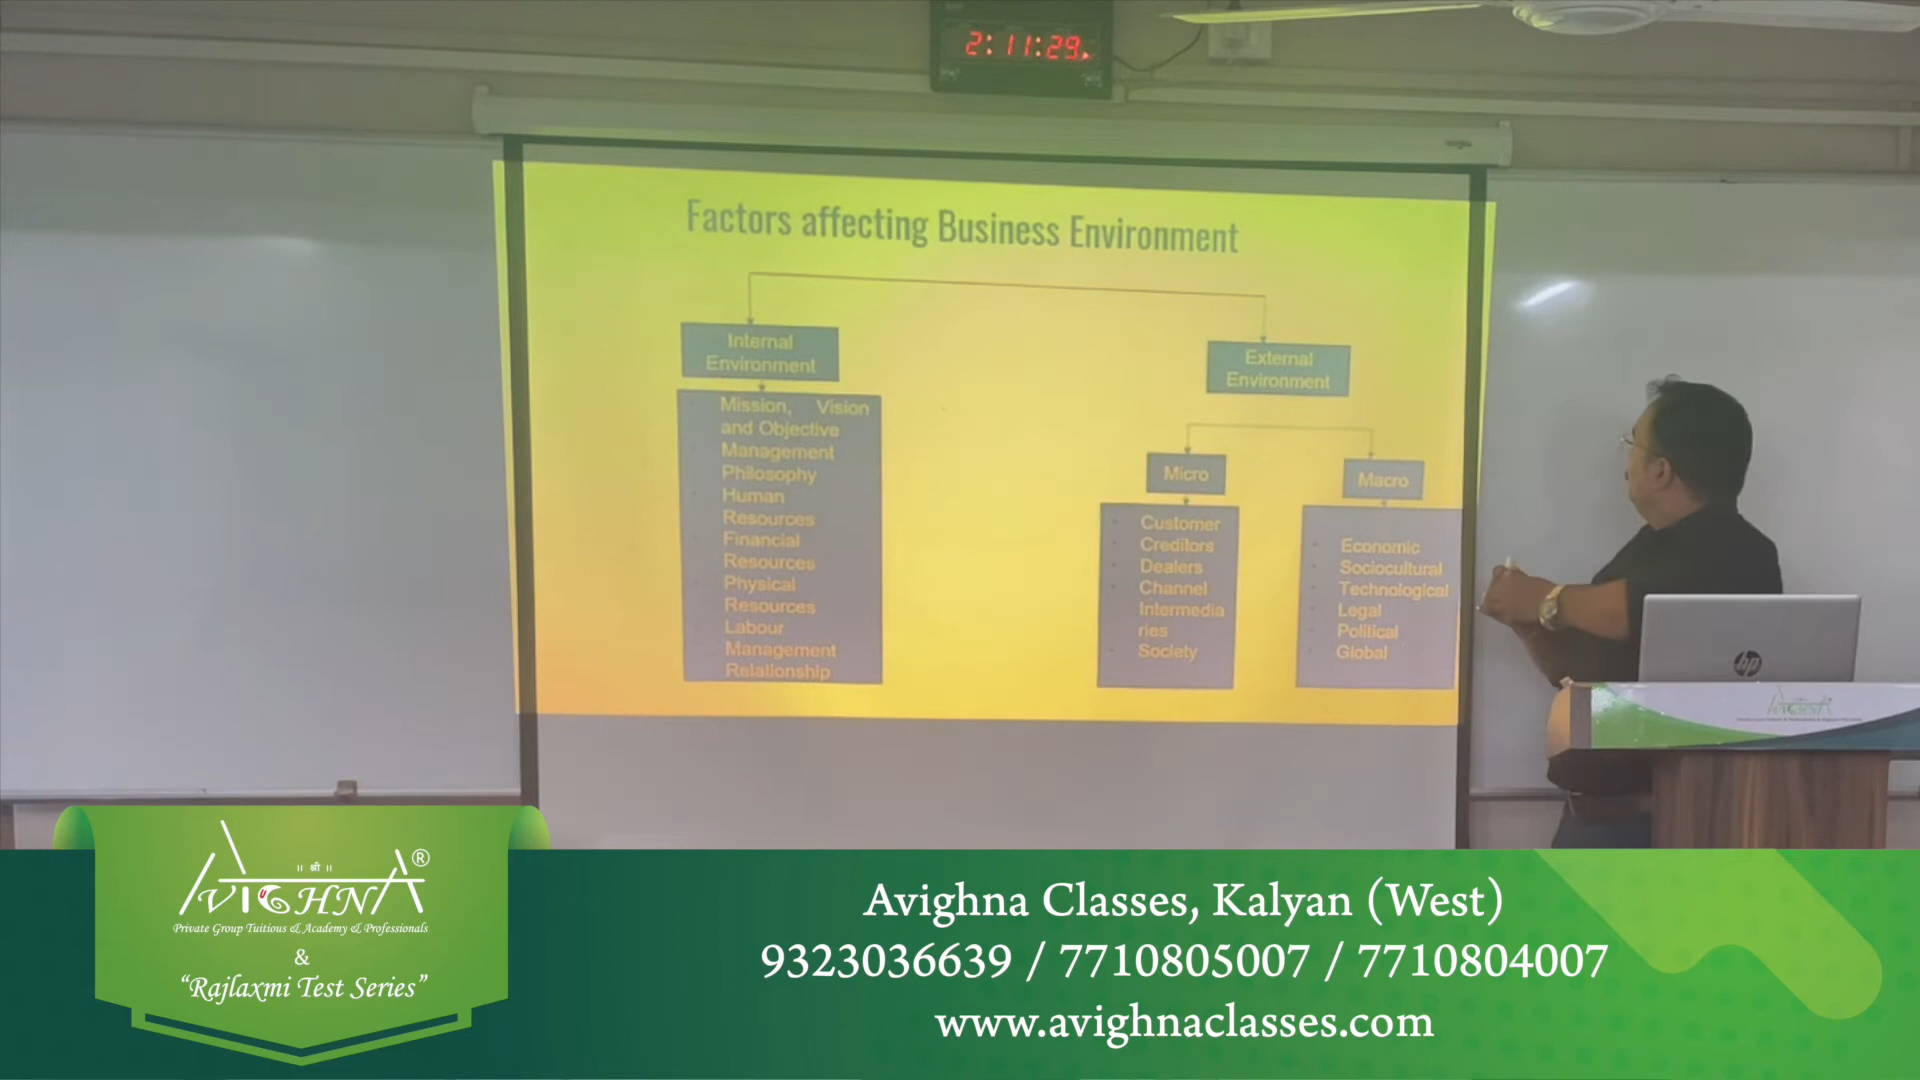 2:11:29
Factors affecting Business Environment
Internal
Environment
Mission, Vision
and Objective
Management
Philosophy
Human
Resources
Financial
Resources
Physical
Resources
Labour
Management
Relationship
External
Environment
Micro
Customer
Creditors
Dealers
Channel
Intermedia
ries
Society
Macro
Economic
Sociocultural
Technological
Legal
Political
Global
hp
AVIGHNA
॥ श्री ॥
AVIGHNA®
Private Group Tuitious & Academy & Professionals
&
“Rajlaxmi Test Series”
Avighna Classes, Kalyan (West)
9323036639 / 7710805007 / 7710804007
www.avighnaclasses.com